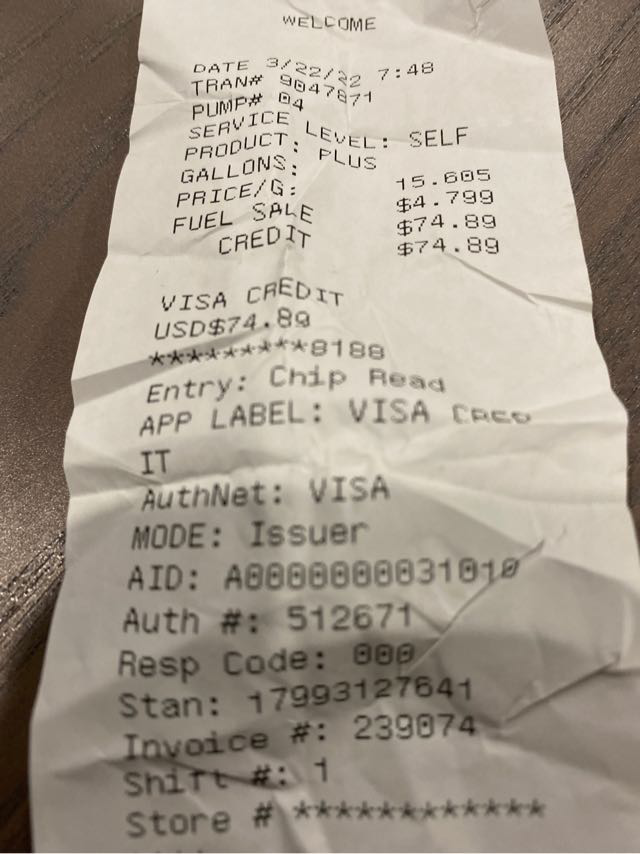 WELCOME
DATE 3/22/22 7:48
TRAN# 9047871
PUMP# 04
SERVICE LEVEL: SELF
PRODUCT: PLUS
GALLONS: 15.605
PRICE/G: $4.799
FUEL SALE $74.89
CREDIT $74.89
VISA CREDIT
USD$74.89
*********8188
Entry: Chip Read
APP LABEL: VISA CRED
IT
AuthNet: VISA
MODE: Issuer
AID: A0000000031010
Auth #: 512671
Resp Code: 000
Stan: 17993127641
Invoice #: 239074
Shift #: 1
Store # ************